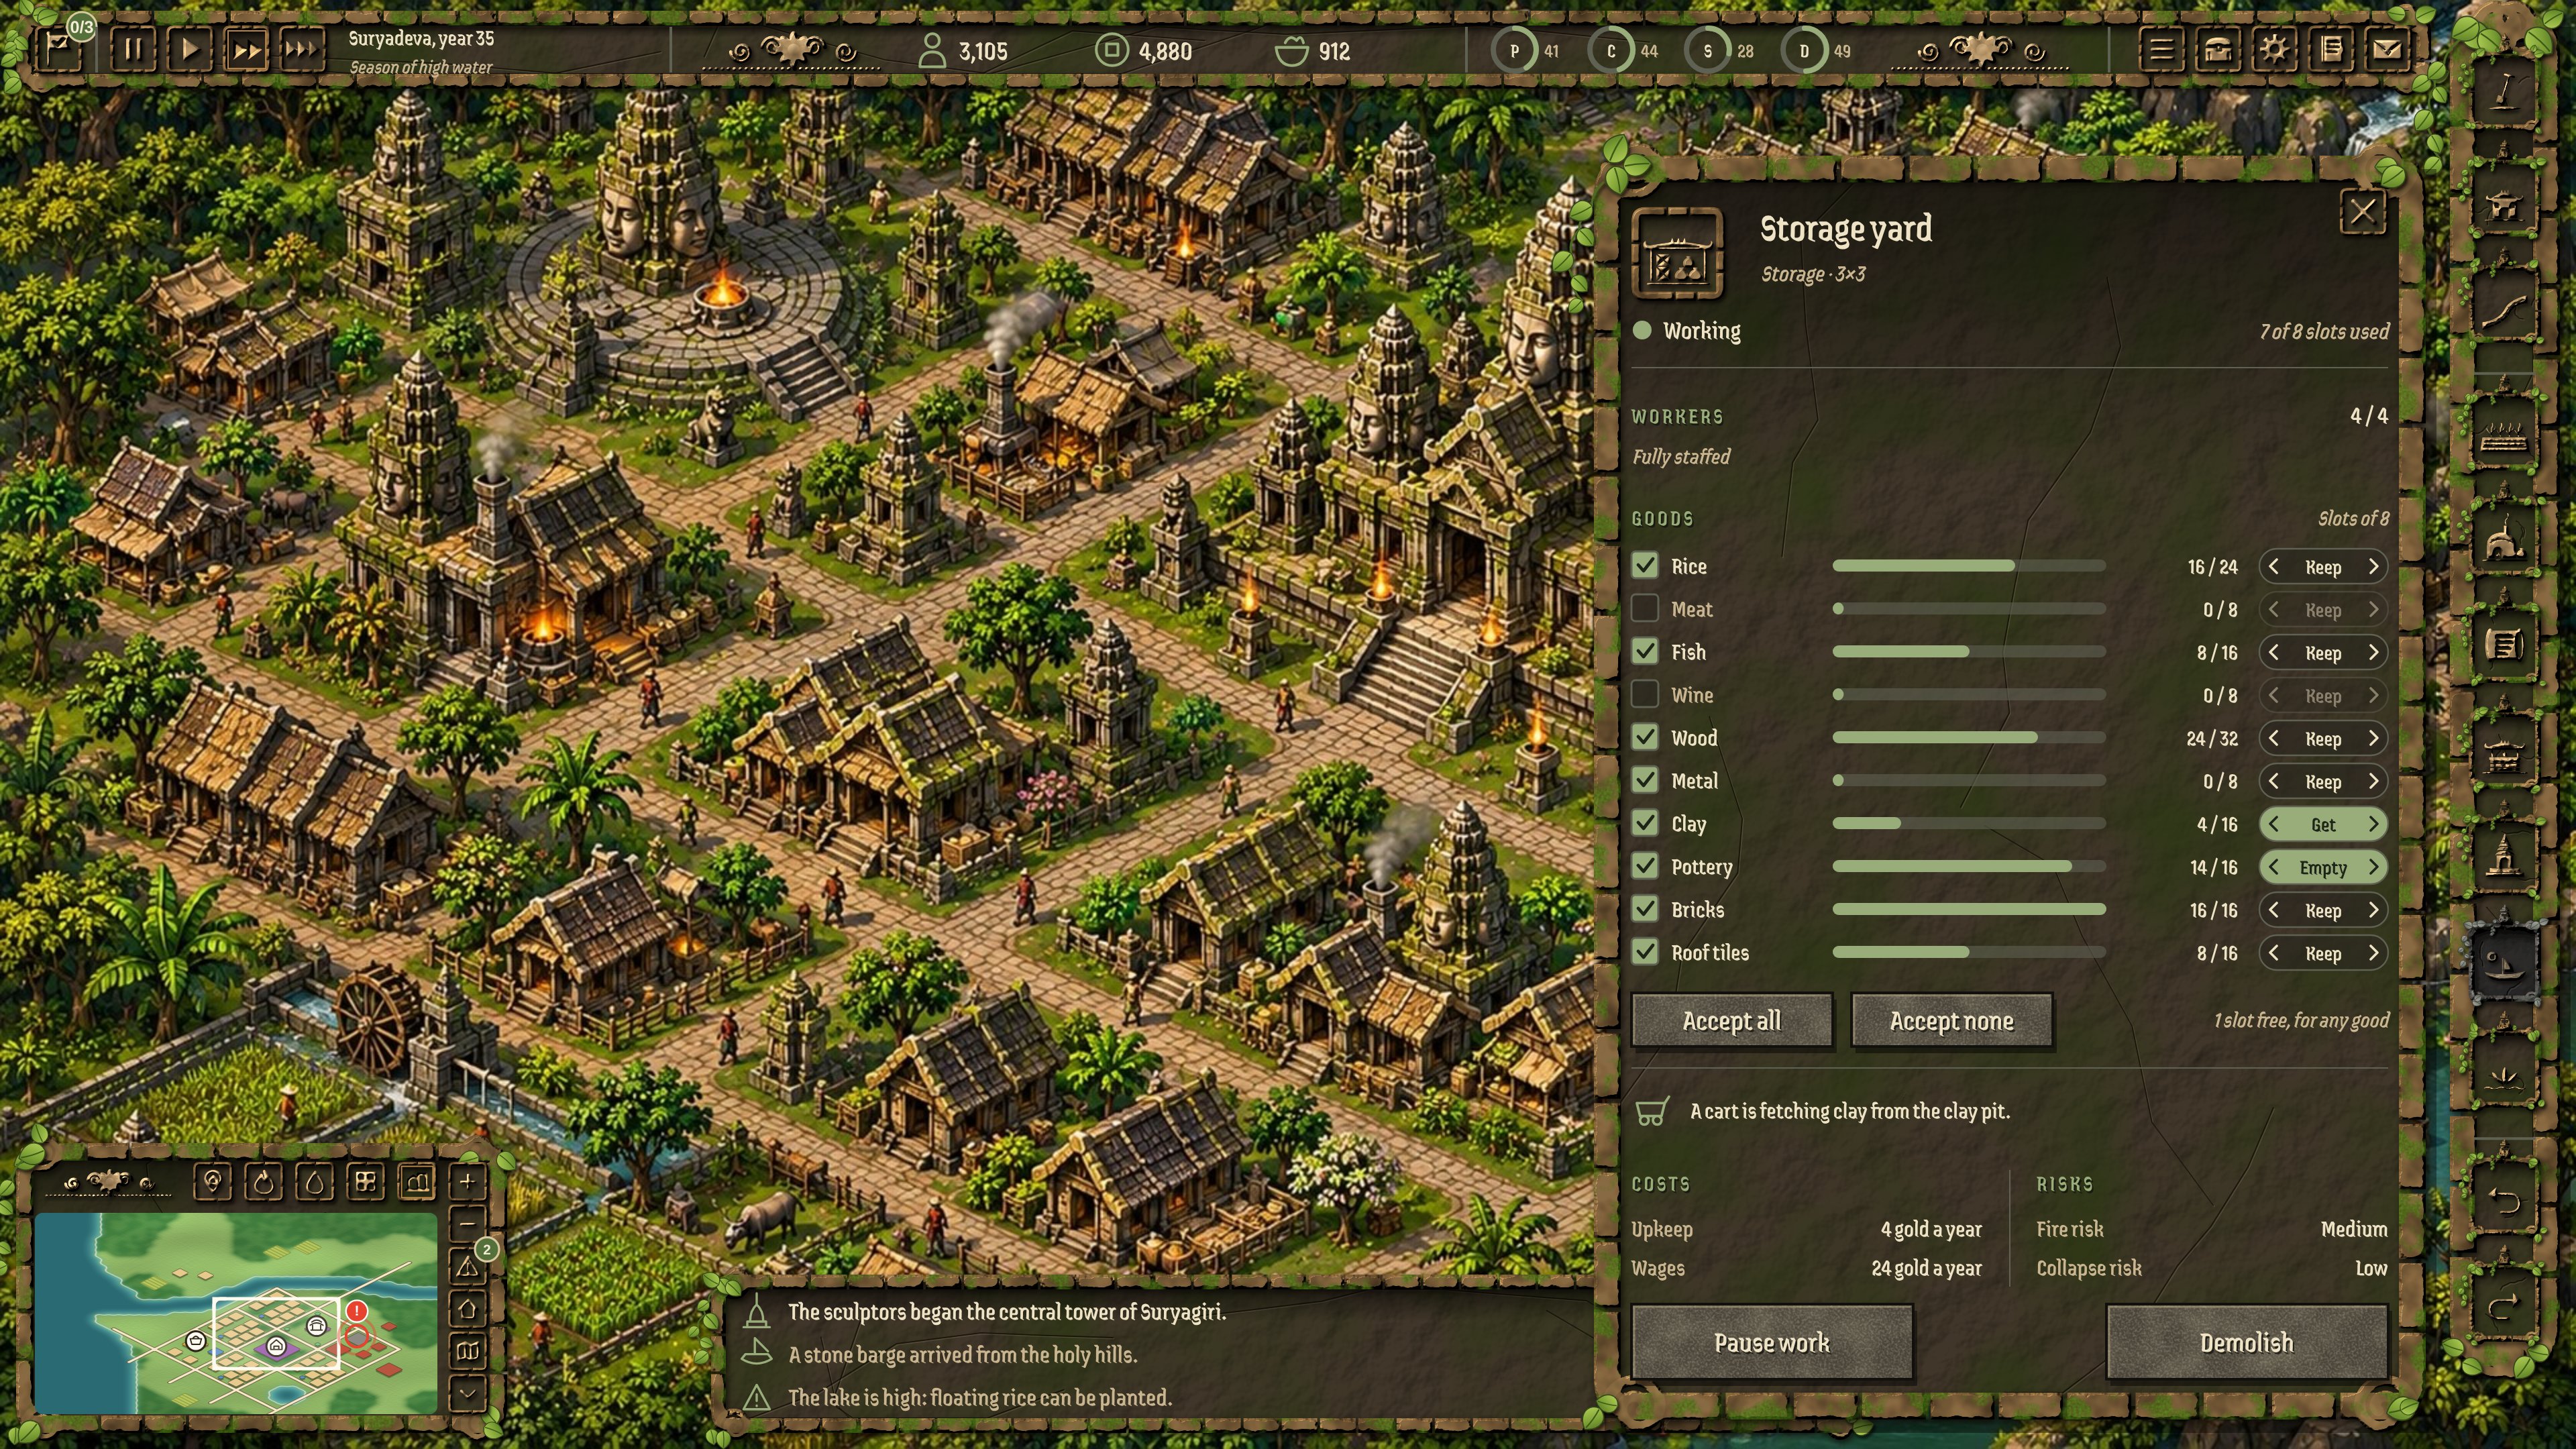 0/3
Suryadeva, year 35
Season of high water
3,105
4,880
912
P 41
C 44
S 28
D 49
Storage yard
Storage · 3×3
Working
7 of 8 slots used
WORKERS
4 / 4
Fully staffed
GOODS
Slots of 8
Rice 16 / 24 Keep
Meat 0 / 8 Keep
Fish 8 / 16 Keep
Wine 0 / 8 Keep
Wood 24 / 32 Keep
Metal 0 / 8 Keep
Clay 4 / 16 Get
Pottery 14 / 16 Empty
Bricks 16 / 16 Keep
Roof tiles 8 / 16 Keep
Accept all
Accept none
1 slot free, for any good
A cart is fetching clay from the clay pit.
COSTS
Upkeep 4 gold a year
Wages 24 gold a year
RISKS
Fire risk Medium
Collapse risk Low
Pause work
Demolish
2
!
The sculptors began the central tower of Suryagiri.
A stone barge arrived from the holy hills.
The lake is high: floating rice can be planted.